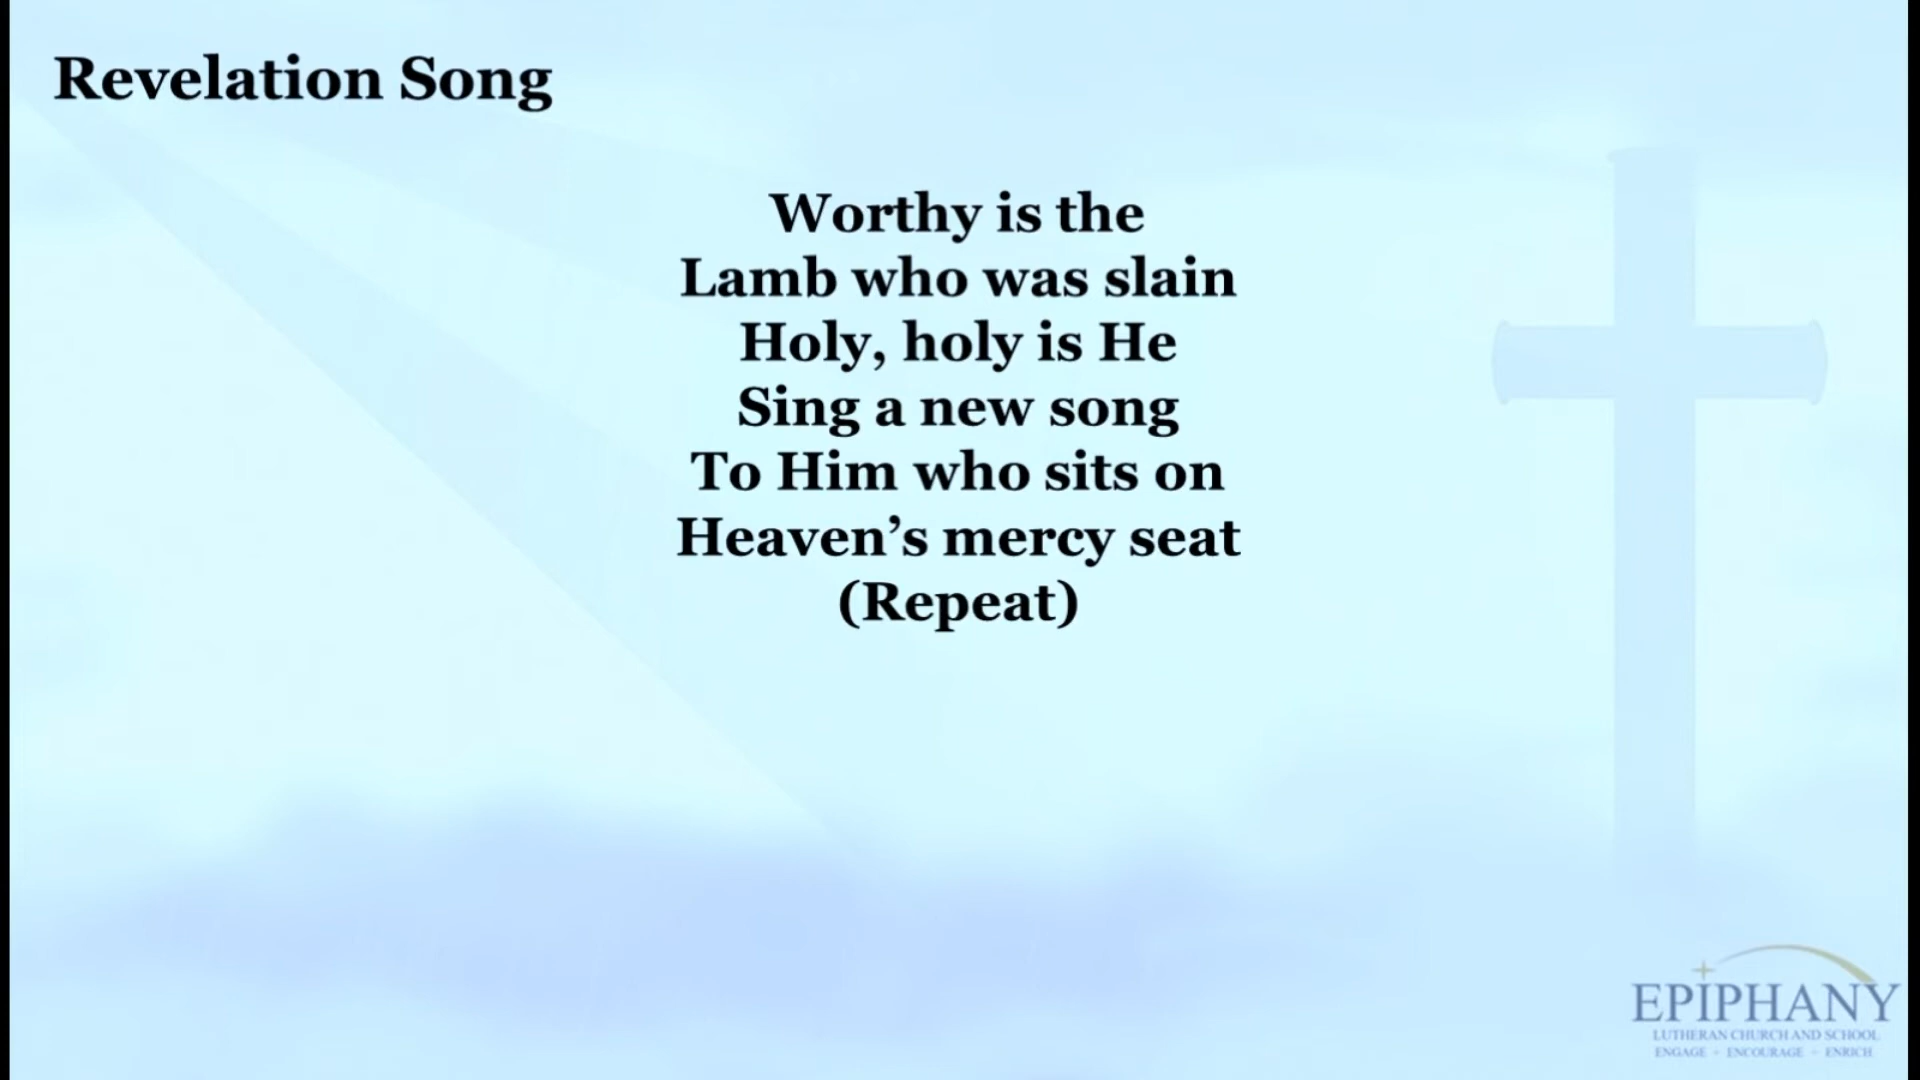 Revelation Song
Worthy is the
Lamb who was slain
Holy, holy is He
Sing a new song
To Him who sits on
Heaven’s mercy seat
(Repeat)
EPIPHANY
LUTHERAN CHURCH AND SCHOOL
ENGAGE - ENCOURAGE - ENRICH